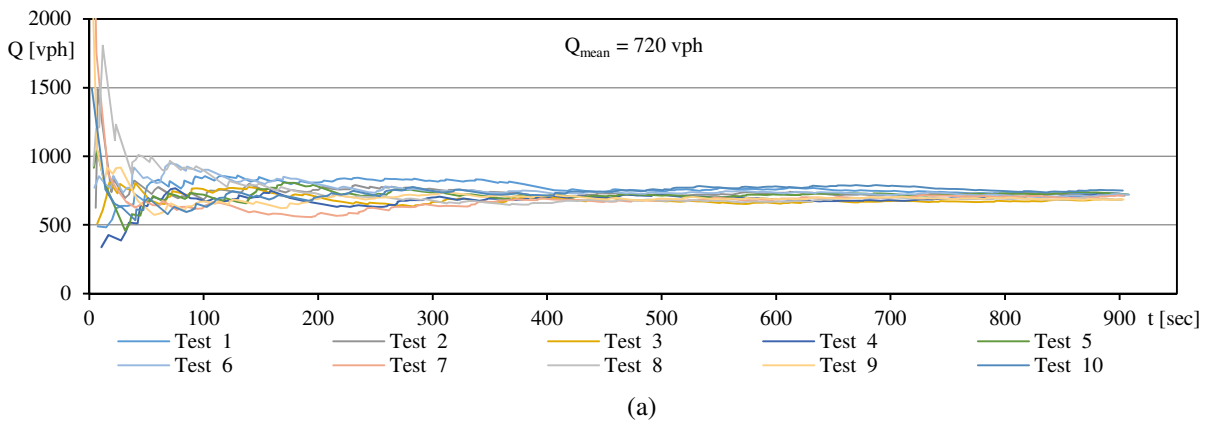 2000
Q [vph]
Q_mean = 720 vph
1500
1000
500
0
0 100 200 300 400 500 600 700 800 900 t [sec]
Test 1 Test 2 Test 3 Test 4 Test 5
Test 6 Test 7 Test 8 Test 9 Test 10
(a)